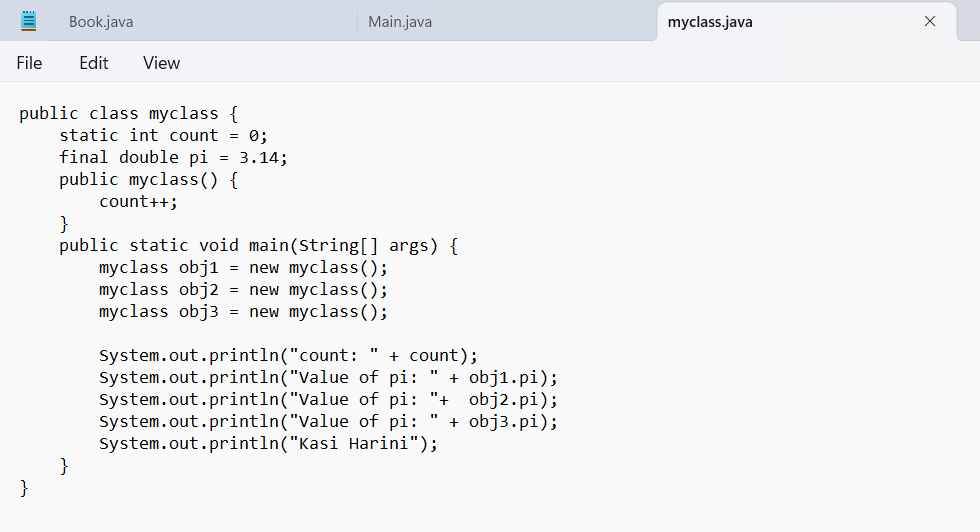 Book.java Main.java myclass.java
File Edit View
public class myclass {
    static int count = 0;
    final double pi = 3.14;
    public myclass() {
        count++;
    }
    public static void main(String[] args) {
        myclass obj1 = new myclass();
        myclass obj2 = new myclass();
        myclass obj3 = new myclass();

        System.out.println("count: " + count);
        System.out.println("Value of pi: " + obj1.pi);
        System.out.println("Value of pi: "+  obj2.pi);
        System.out.println("Value of pi: " + obj3.pi);
        System.out.println("Kasi Harini");
    }
}